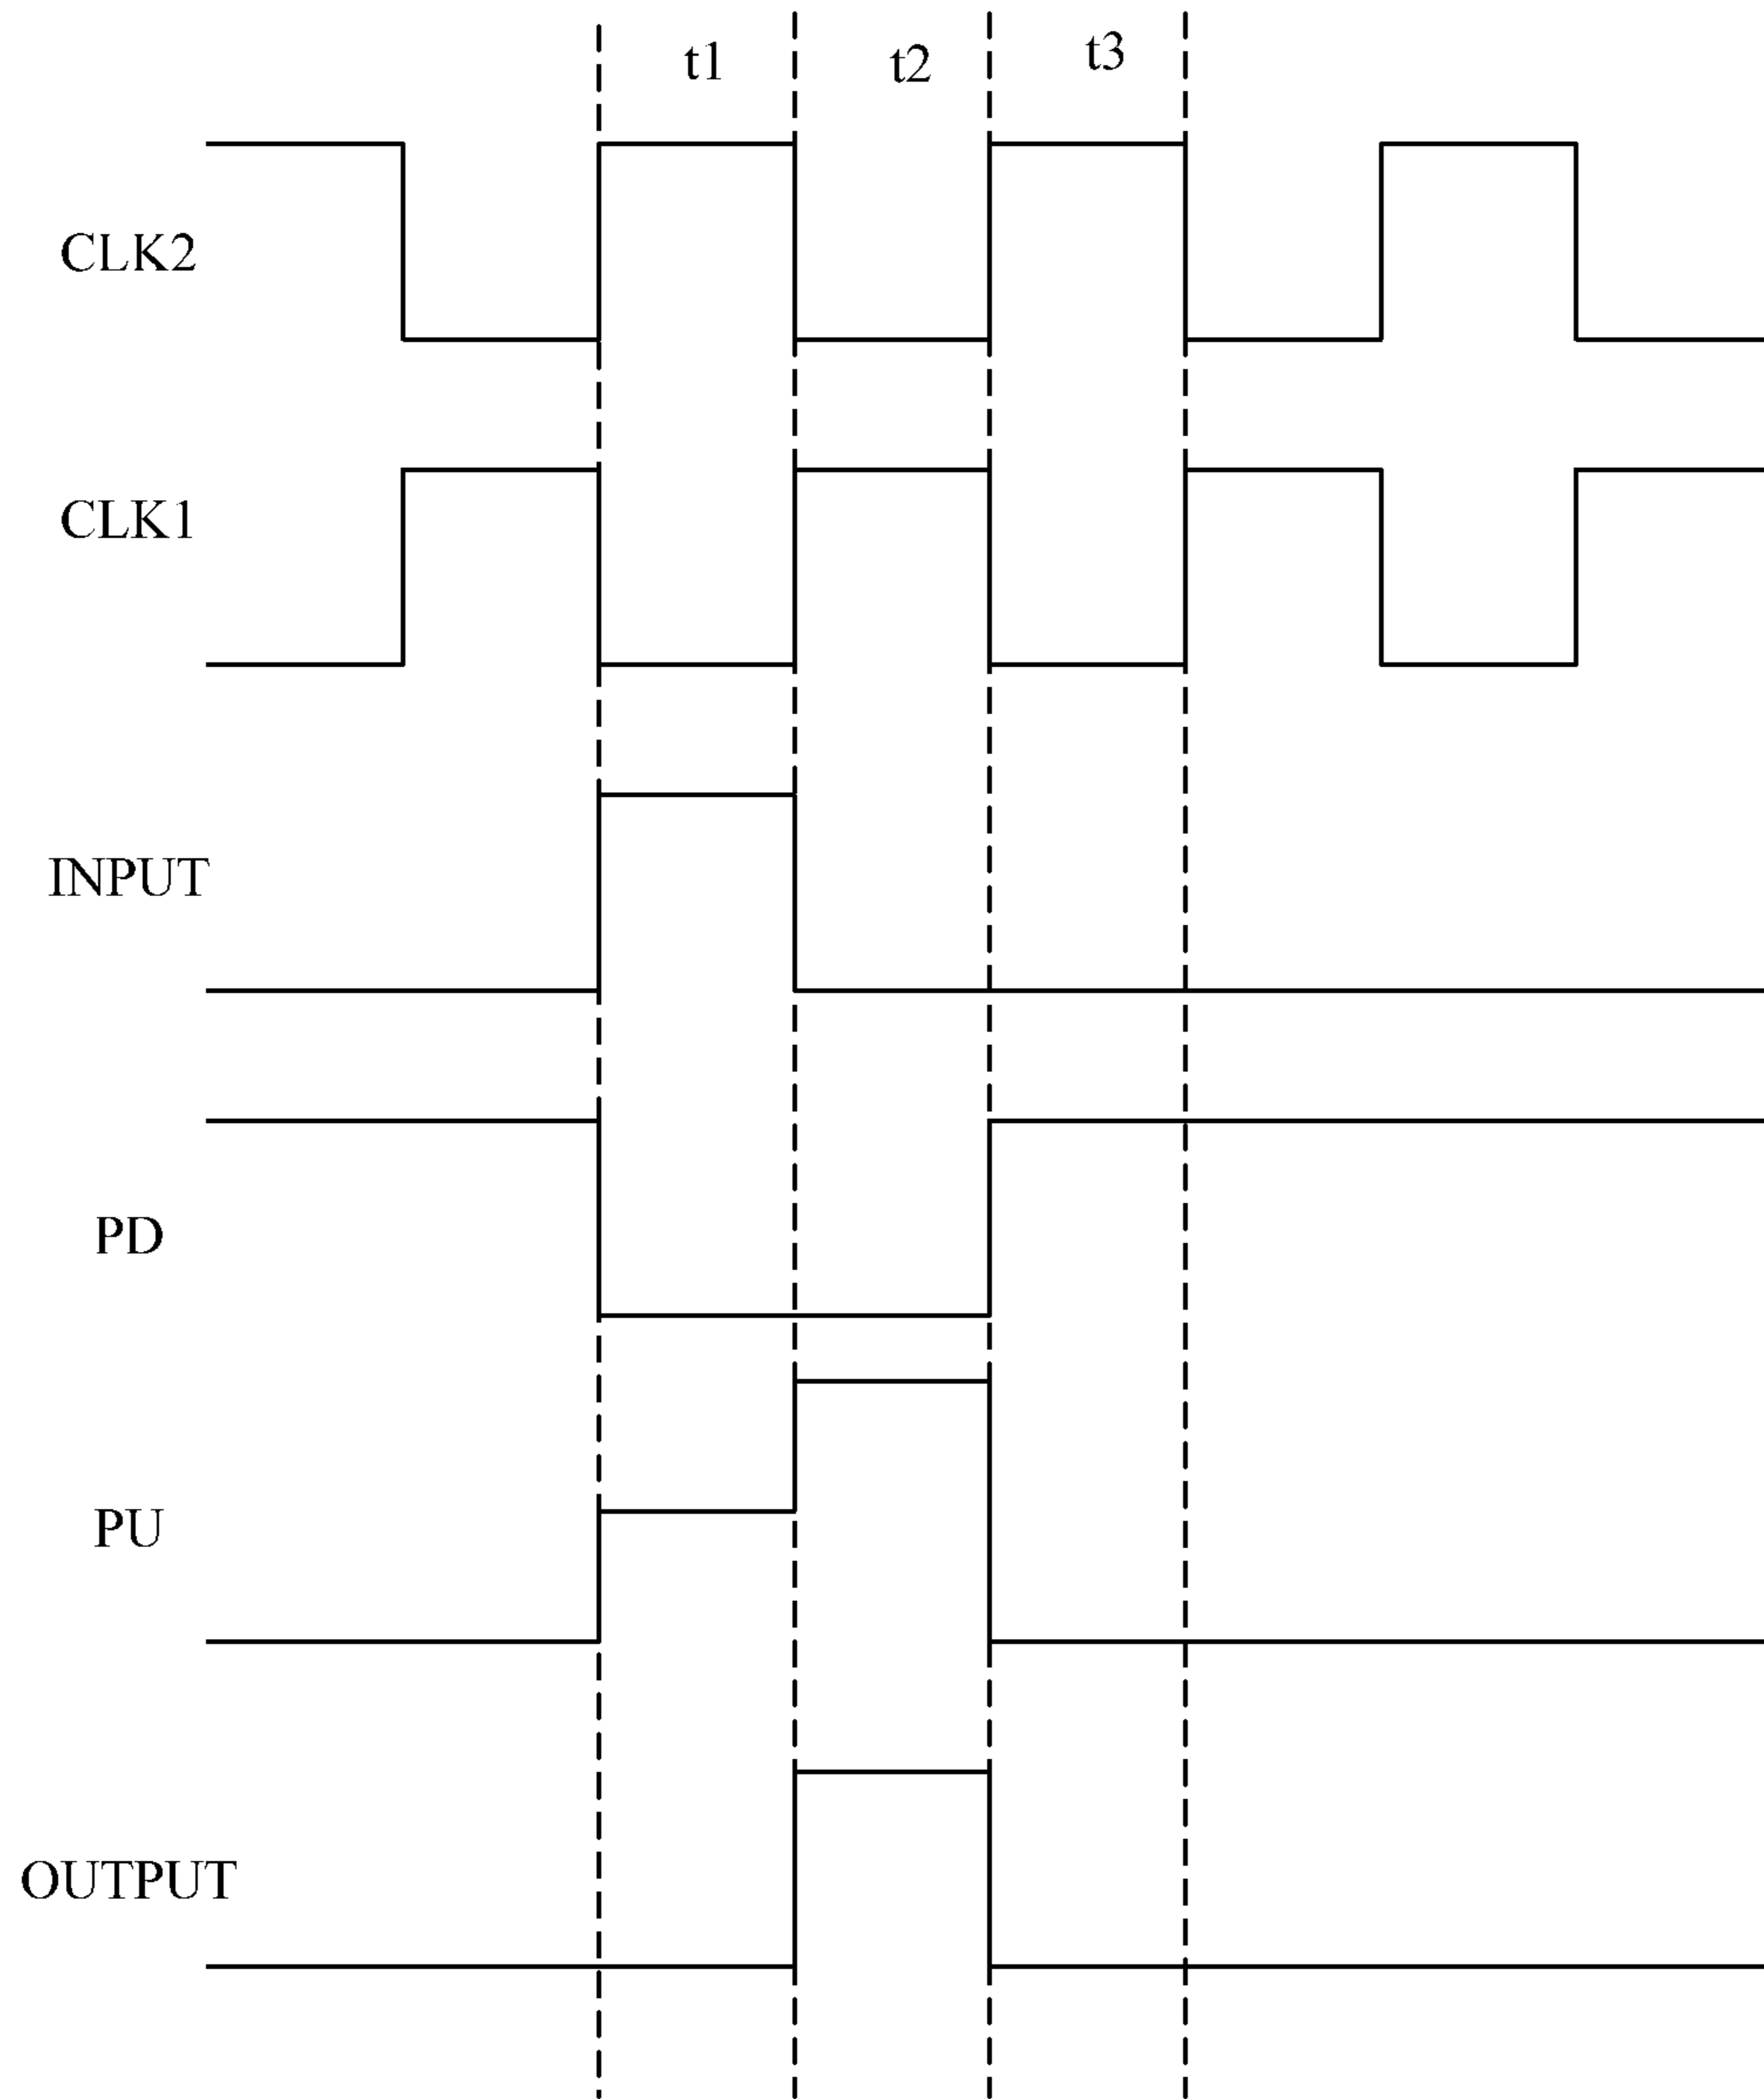 t1 t2 t3
CLK2
CLK1
INPUT
PD
PU
OUTPUT